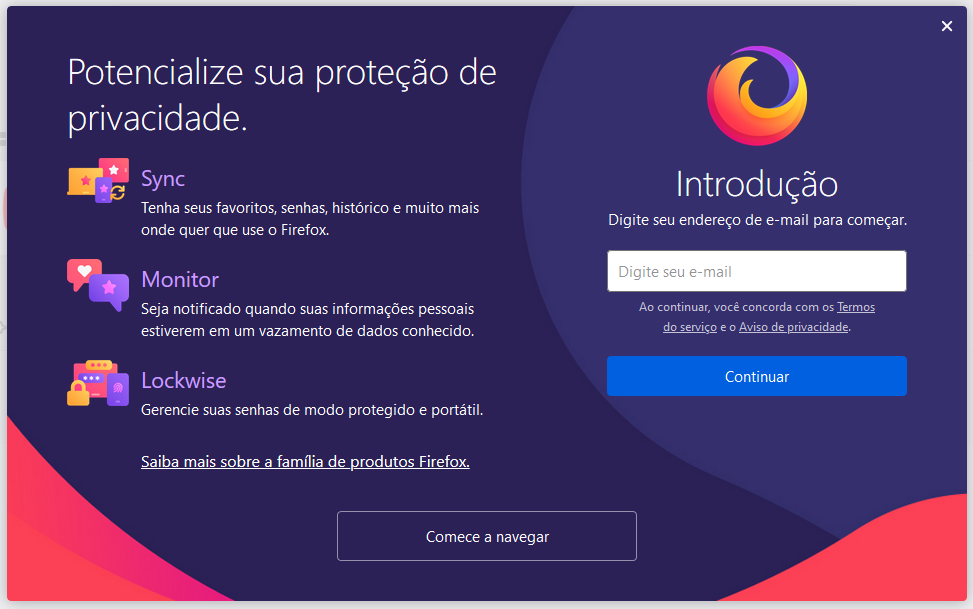 Potencialize sua proteção de
privacidade.
Sync
Tenha seus favoritos, senhas, histórico e muito mais
onde quer que use o Firefox.
Monitor
Seja notificado quando suas informações pessoais
estiverem em um vazamento de dados conhecido.
Lockwise
Gerencie suas senhas de modo protegido e portátil.
Saiba mais sobre a família de produtos Firefox.
Introdução
Digite seu endereço de e-mail para começar.
Digite seu e-mail
Ao continuar, você concorda com os Termos
do serviço e o Aviso de privacidade.
Continuar
Comece a navegar